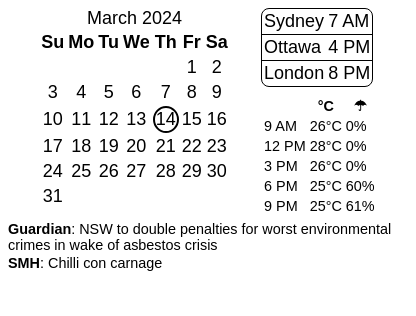 March 2024
Su Mo Tu We Th Fr Sa
1 2
3 4 5 6 7 8 9
10 11 12 13 14 15 16
17 18 19 20 21 22 23
24 25 26 27 28 29 30
31
Sydney 7 AM
Ottawa 4 PM
London 8 PM
°C ☂
9 AM 26°C 0%
12 PM 28°C 0%
3 PM 26°C 0%
6 PM 25°C 60%
9 PM 25°C 61%
Guardian: NSW to double penalties for worst environmental
crimes in wake of asbestos crisis
SMH: Chilli con carnage